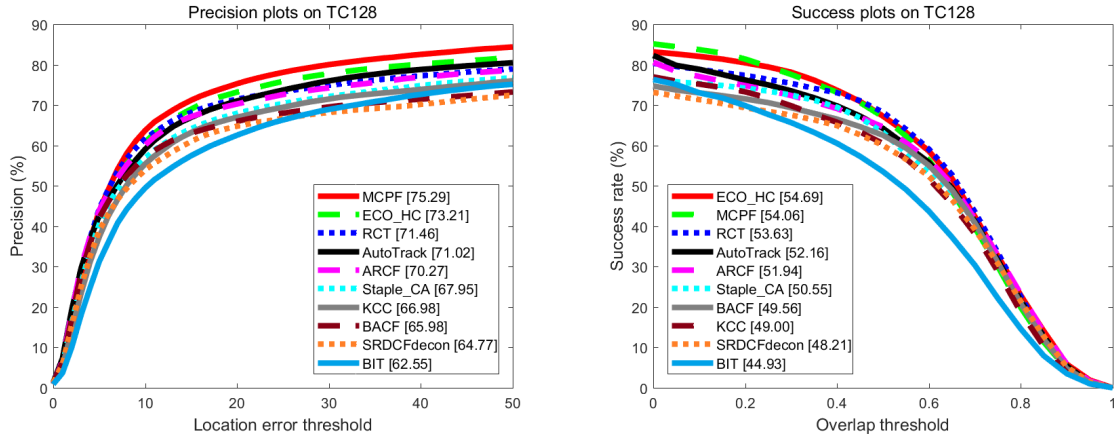 Precision plots on TC128
90
80
70
60
50
40
30
20
10
0
Precision (%)
0 10 20 30 40 50
Location error threshold
MCPF [75.29]
ECO_HC [73.21]
RCT [71.46]
AutoTrack [71.02]
ARCF [70.27]
Staple_CA [67.95]
KCC [66.98]
BACF [65.98]
SRDCFdecon [64.77]
BIT [62.55]
Success plots on TC128
90
80
70
60
50
40
30
20
10
0
Success rate (%)
0 0.2 0.4 0.6 0.8 1
Overlap threshold
ECO_HC [54.69]
MCPF [54.06]
RCT [53.63]
AutoTrack [52.16]
ARCF [51.94]
Staple_CA [50.55]
BACF [49.56]
KCC [49.00]
SRDCFdecon [48.21]
BIT [44.93]